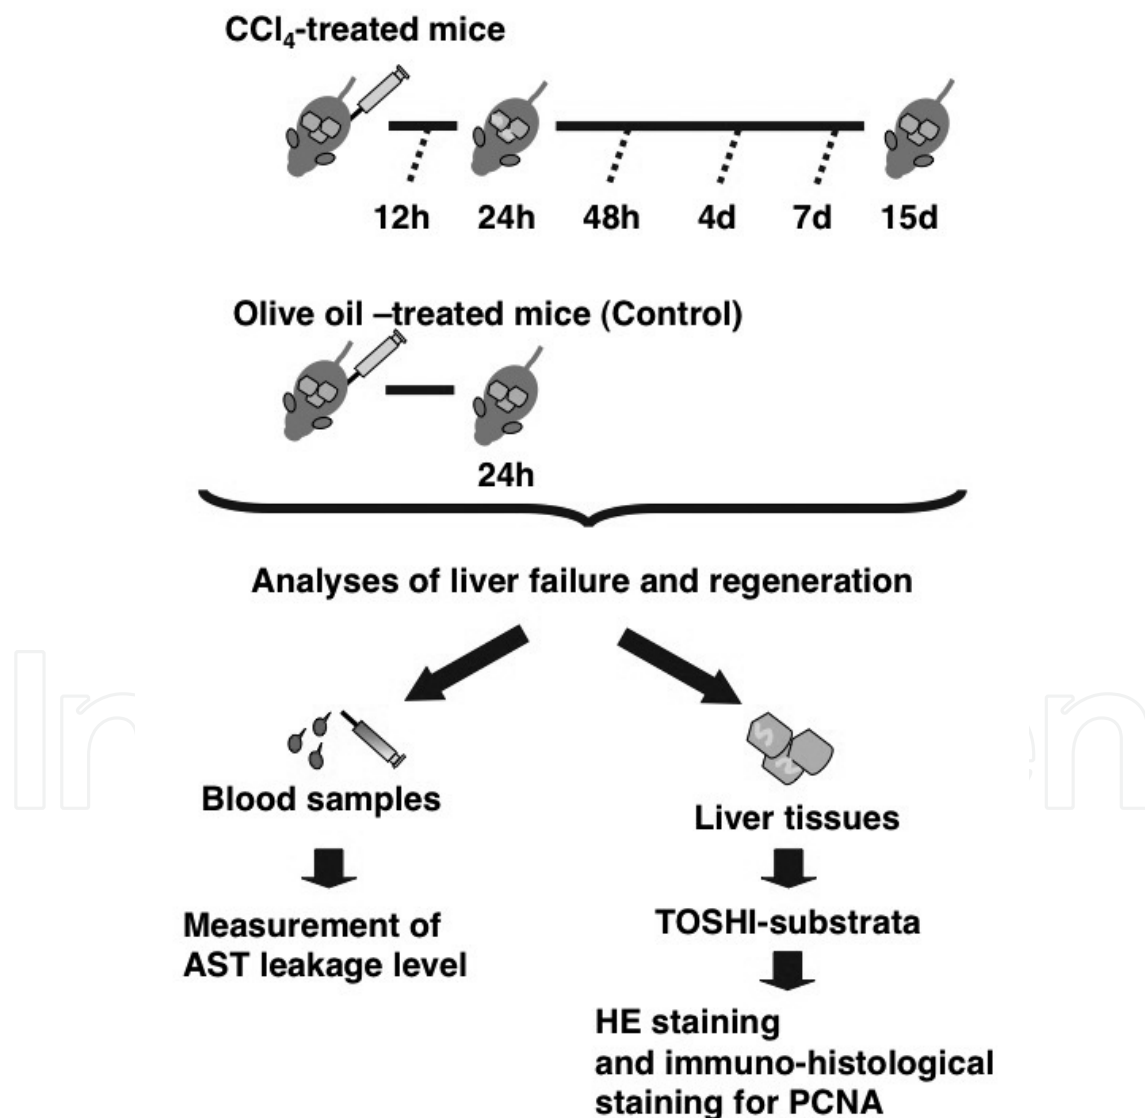 CCl4-treated mice
12h 24h 48h 4d 7d 15d
Olive oil –treated mice (Control)
24h
Analyses of liver failure and regeneration
Blood samples
Liver tissues
Measurement of
AST leakage level
TOSHI-substrata
HE staining
and immuno-histological
staining for PCNA